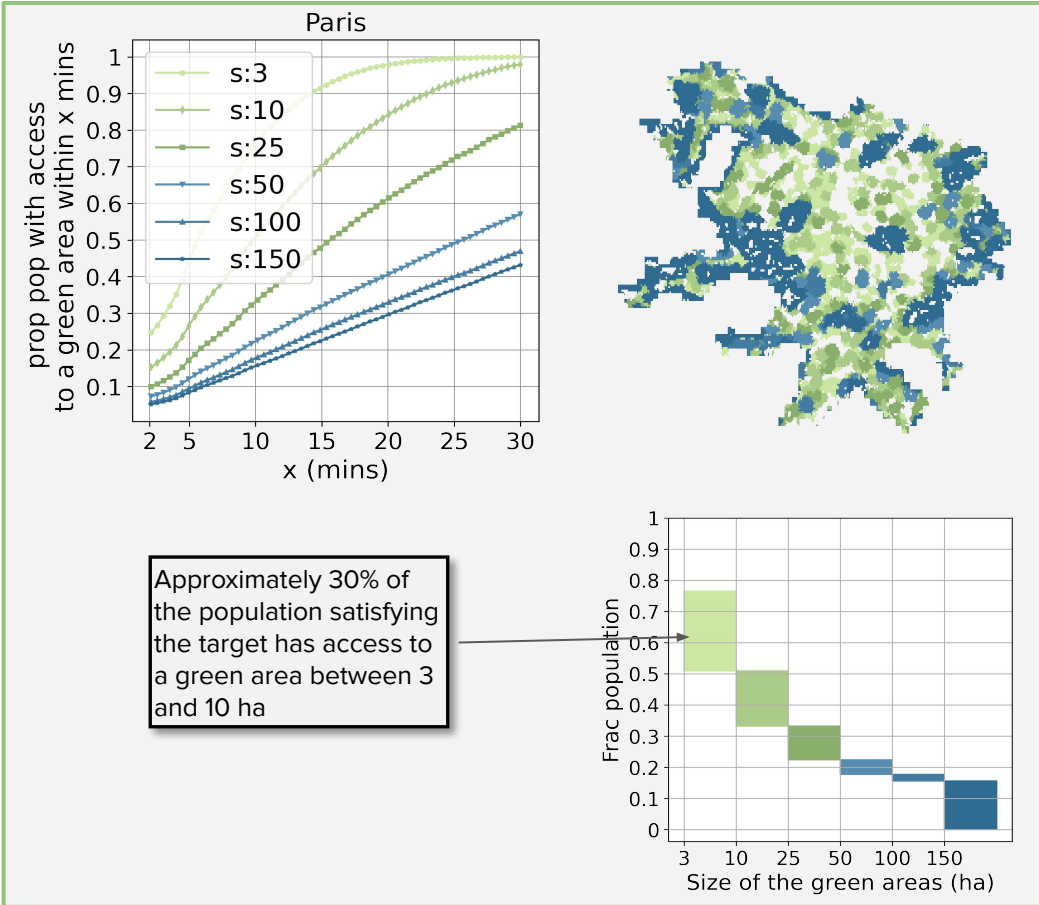 Paris
prop pop with access
to a green area within x mins
1
0.9
0.8
0.7
0.6
0.5
0.4
0.3
0.2
0.1
s:3
s:10
s:25
s:50
s:100
s:150
2 5 10 15 20 25 30
x (mins)
Approximately 30% of
the population satisfying
the target has access to
a green area between 3
and 10 ha
Frac population
1
0.9
0.8
0.7
0.6
0.5
0.4
0.3
0.2
0.1
0
3 10 25 50 100 150
Size of the green areas (ha)